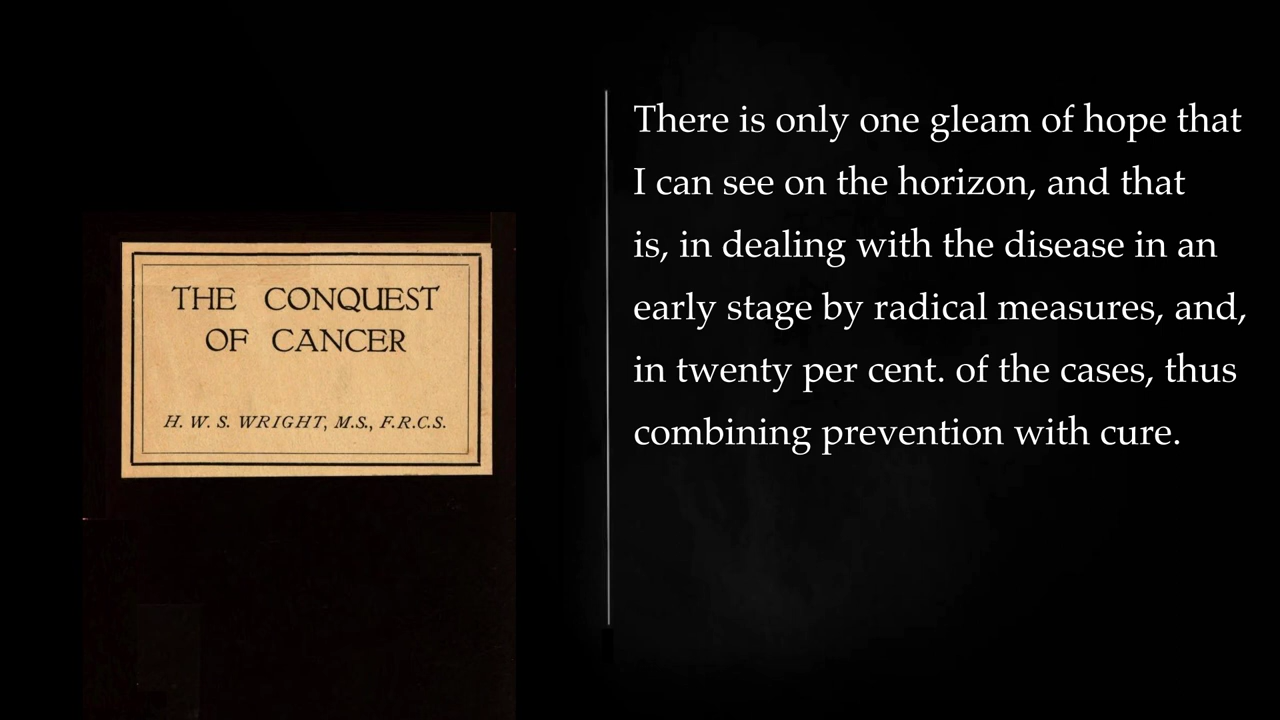 THE CONQUEST
OF CANCER
H. W. S. WRIGHT, M.S., F.R.C.S.
There is only one gleam of hope that
I can see on the horizon, and that
is, in dealing with the disease in an
early stage by radical measures, and,
in twenty per cent. of the cases, thus
combining prevention with cure.